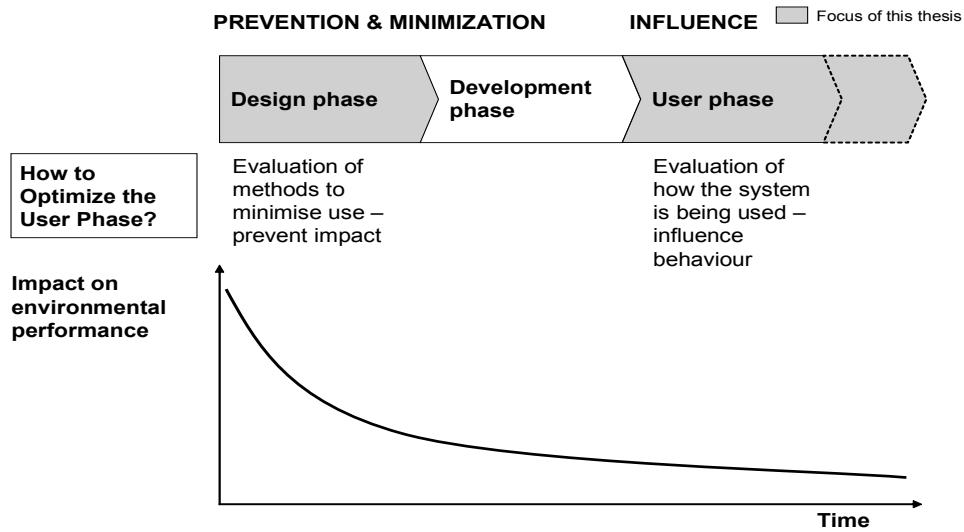 PREVENTION & MINIMIZATION
INFLUENCE
Focus of this thesis
Design phase
Development
phase
User phase
How to
Optimize the
User Phase?
Evaluation of
methods to
minimise use –
prevent impact
Evaluation of
how the system
is being used –
influence
behaviour
Impact on
environmental
performance
Time